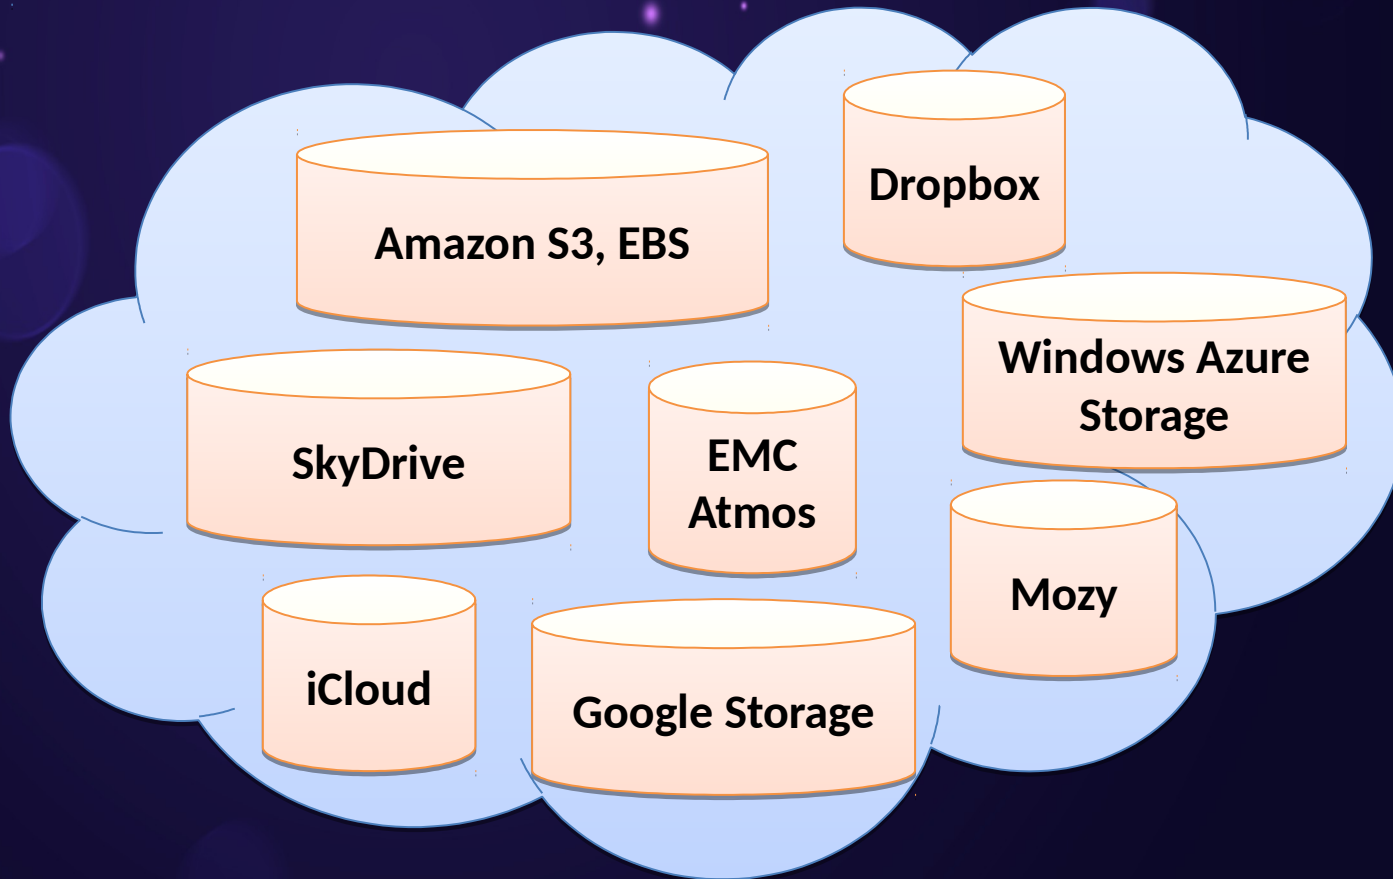 Dropbox
Amazon S3, EBS
Windows Azure
Storage
SkyDrive
EMC
Atmos
Mozy
iCloud
Google Storage